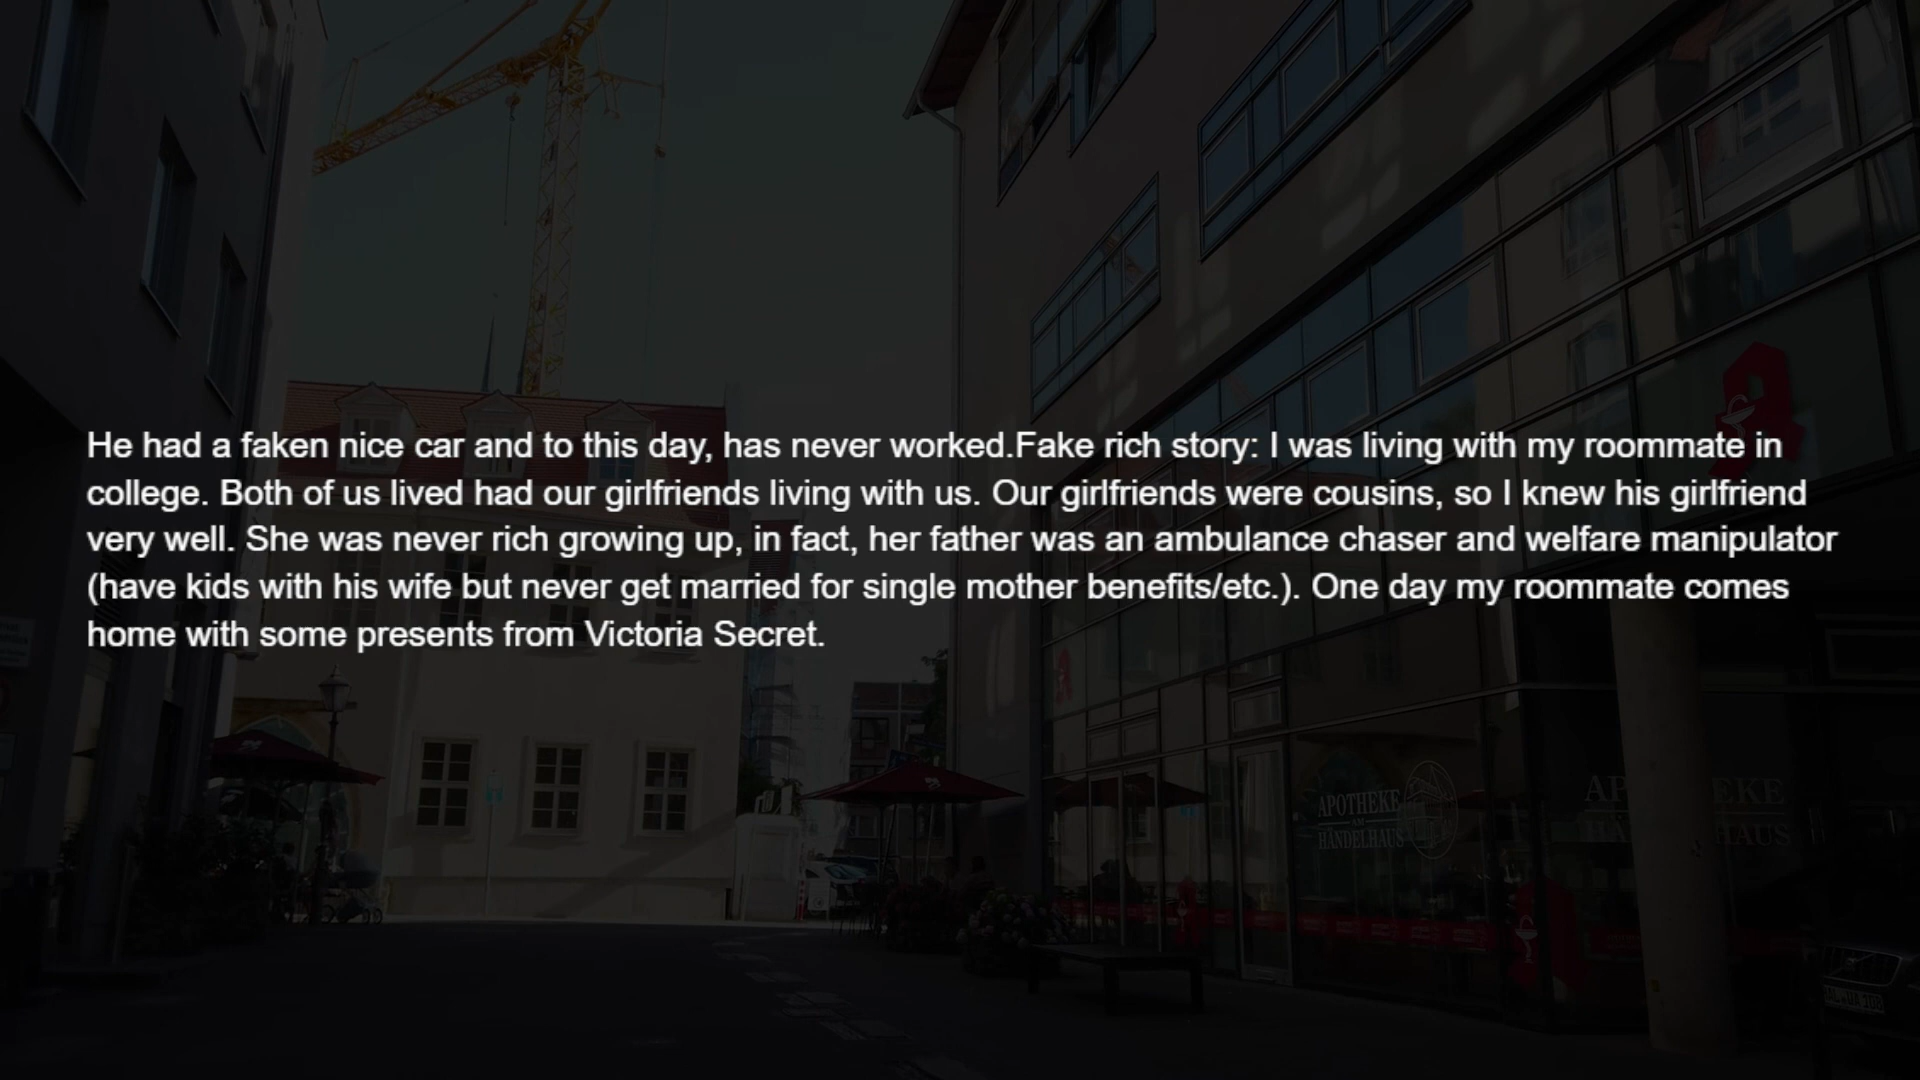 He had a faken nice car and to this day, has never worked.Fake rich story: I was living with my roommate in
college. Both of us lived had our girlfriends living with us. Our girlfriends were cousins, so I knew his girlfriend
very well. She was never rich growing up, in fact, her father was an ambulance chaser and welfare manipulator
(have kids with his wife but never get married for single mother benefits/etc.). One day my roommate comes
home with some presents from Victoria Secret.
APOTHEKE
AM
HÄNDELHAUS